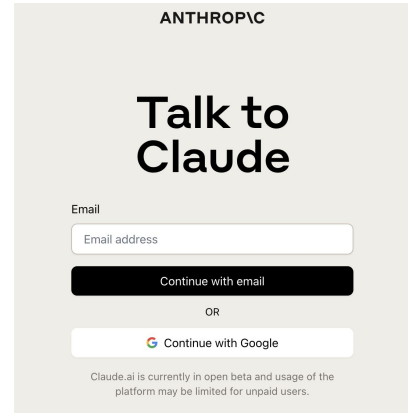 ANTHROP\C
Talk to
Claude
Email
Email address
Continue with email
OR
Continue with Google
Claude.ai is currently in open beta and usage of the
platform may be limited for unpaid users.